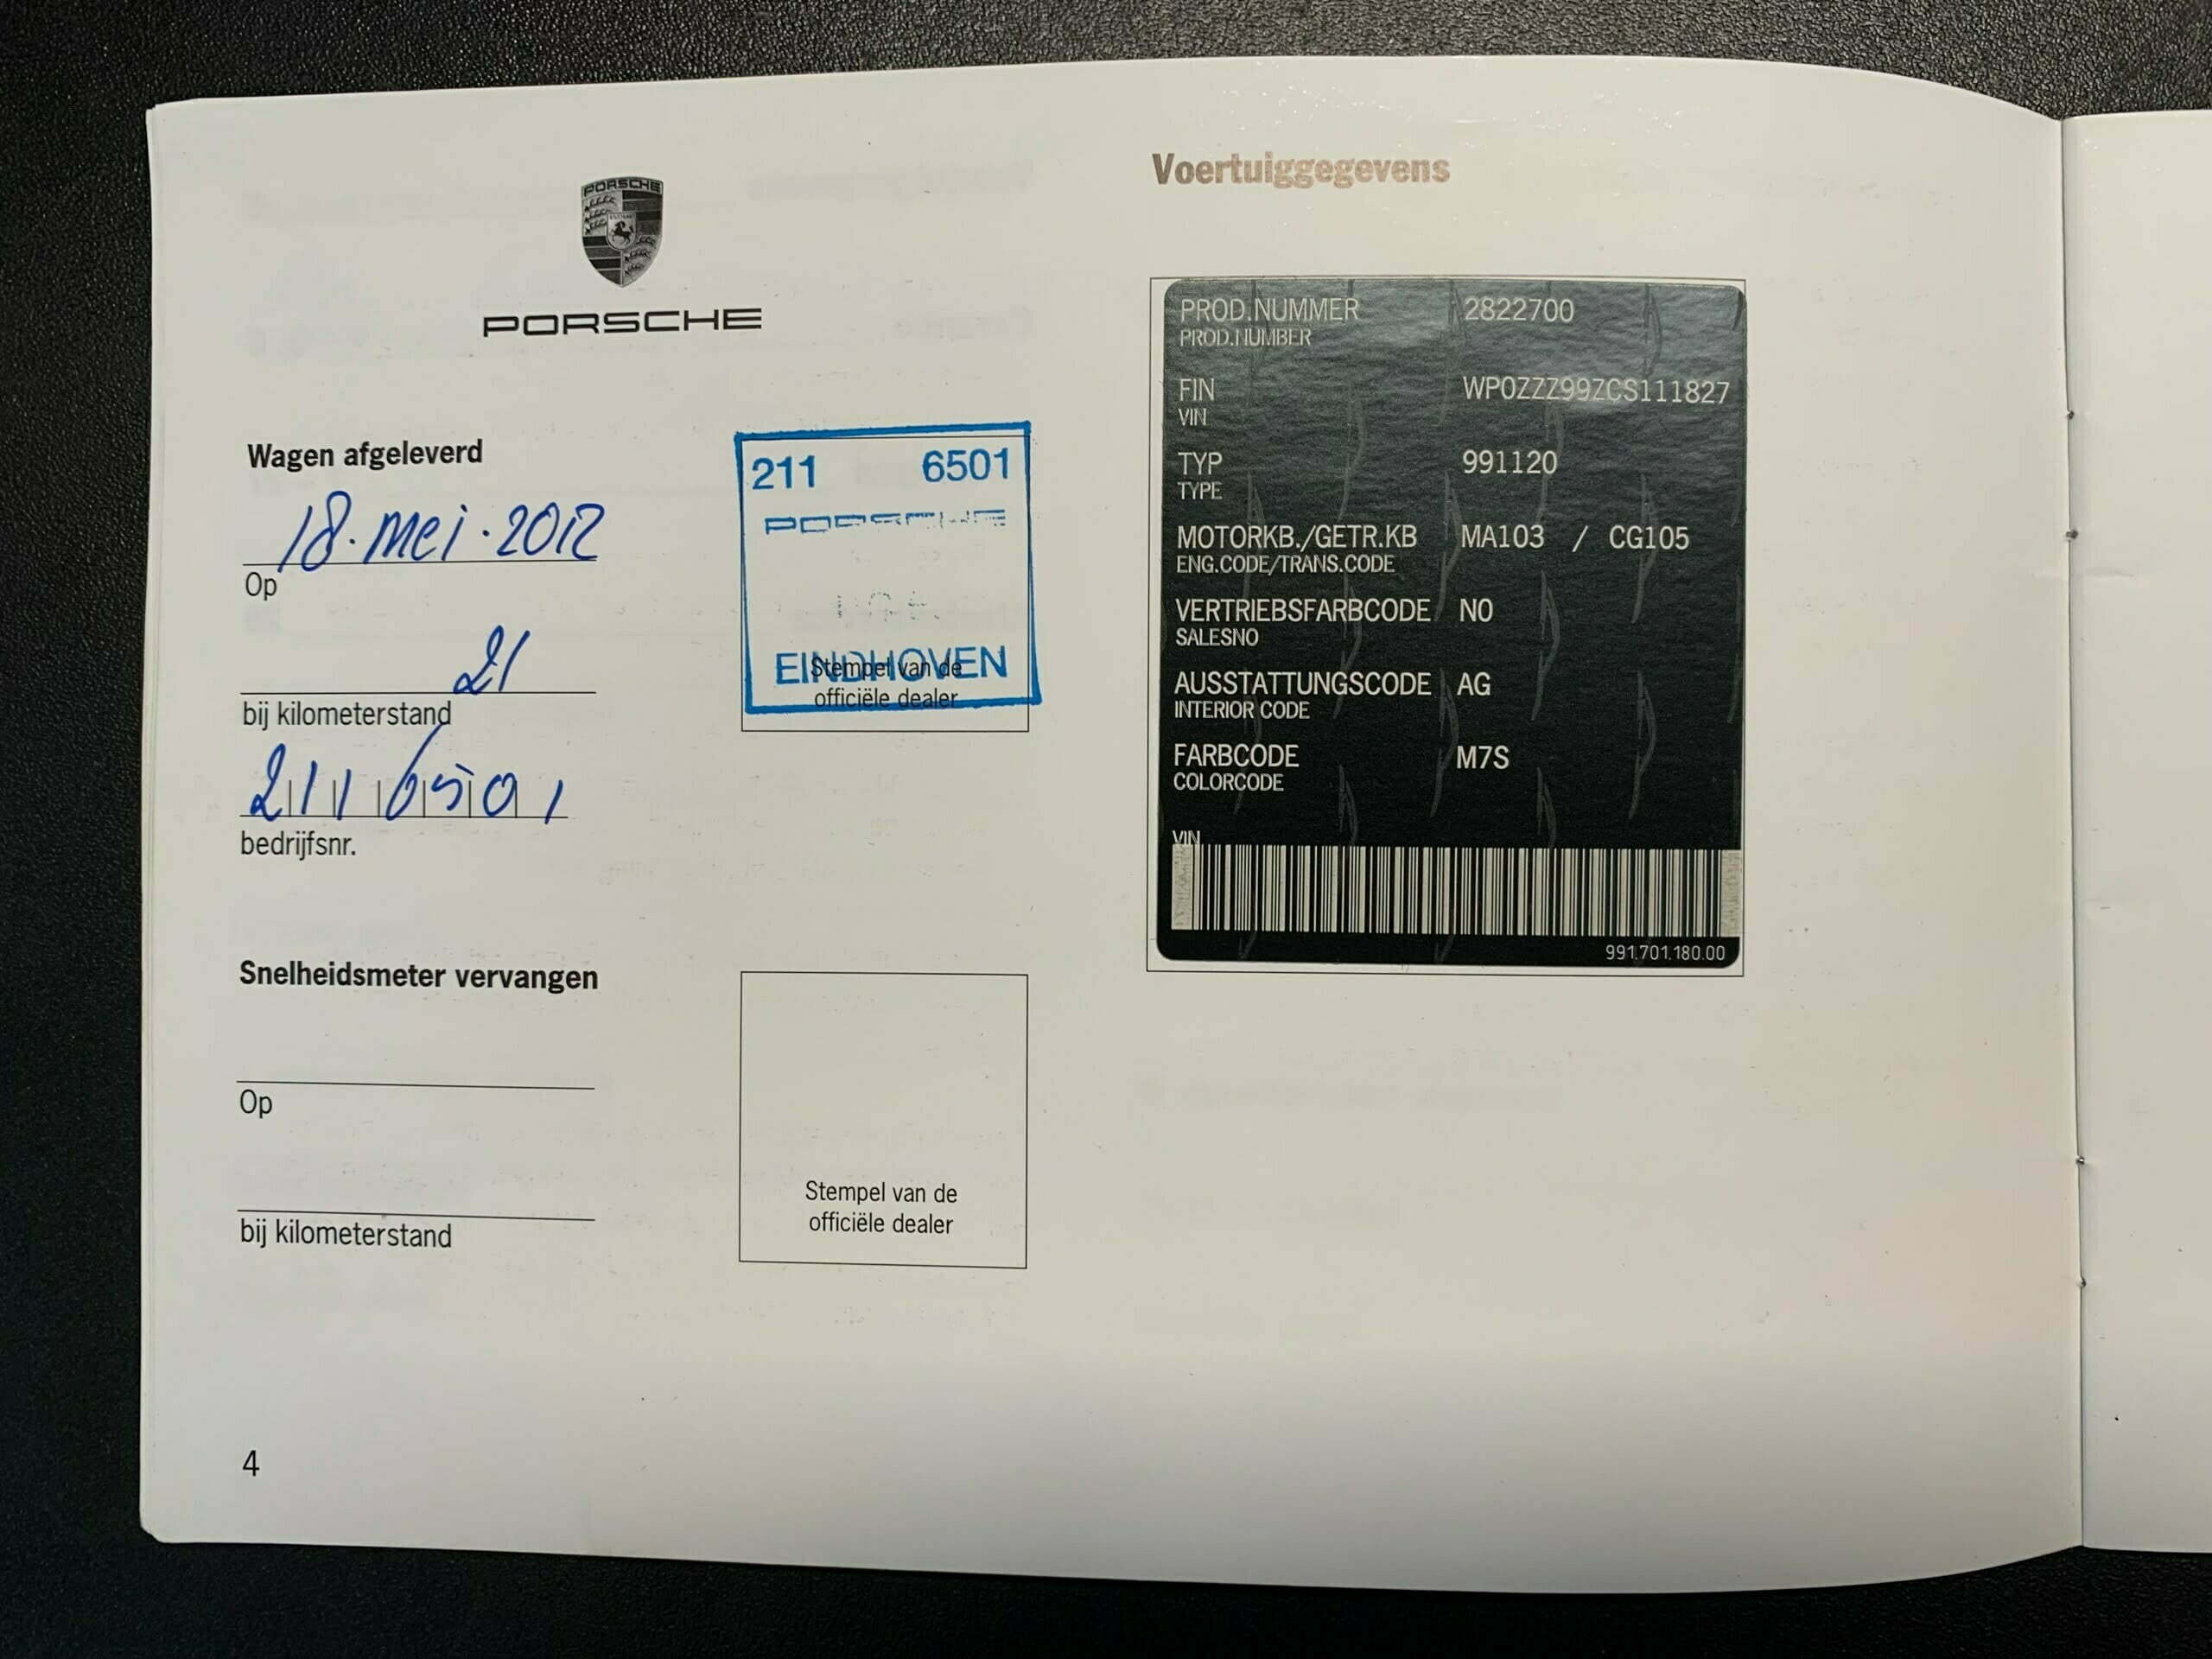 PORSCHE
PORSCHE
Wagen afgeleverd
18·mei·2012
Op
21
bij kilometerstand
2116501
bedrijfsnr.
211 6501
PORSCHE
EINDHOVEN
Stempel van de
officiële dealer
Snelheidsmeter vervangen
Op
bij kilometerstand
Stempel van de
officiële dealer
4
Voertuiggegevens
PROD.NUMMER 2822700
PROD.NUMBER
FIN WP0ZZZ99ZCS111827
VIN
TYP 991120
TYPE
MOTORKB./GETR.KB MA103 / CG105
ENG.CODE/TRANS.CODE
VERTRIEBSFARBCODE N0
SALESNO
AUSSTATTUNGSCODE AG
INTERIOR CODE
FARBCODE M7S
COLORCODE
VIN
991.701.180.00